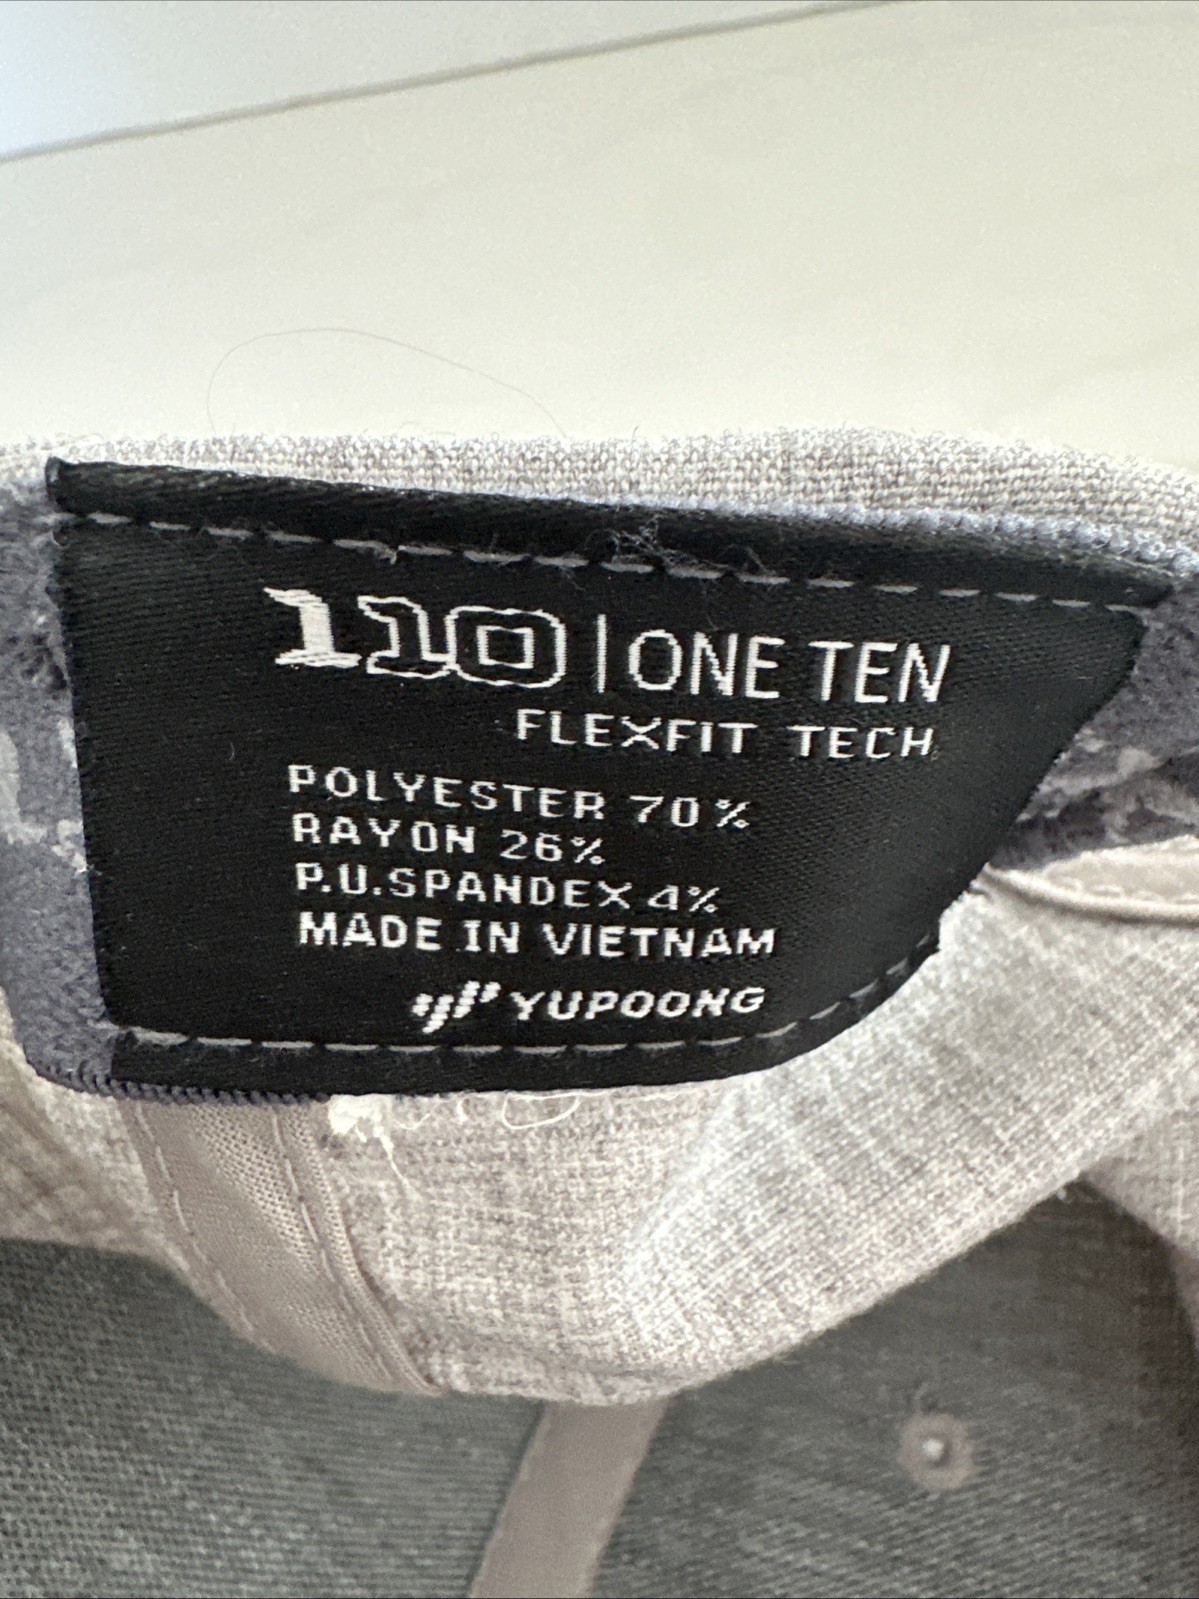 110 | ONE TEN
FLEXFIT TECH
POLYESTER 70%
RAYON 26%
P.U.SPANDEX 4%
MADE IN VIETNAM
YUPOONG